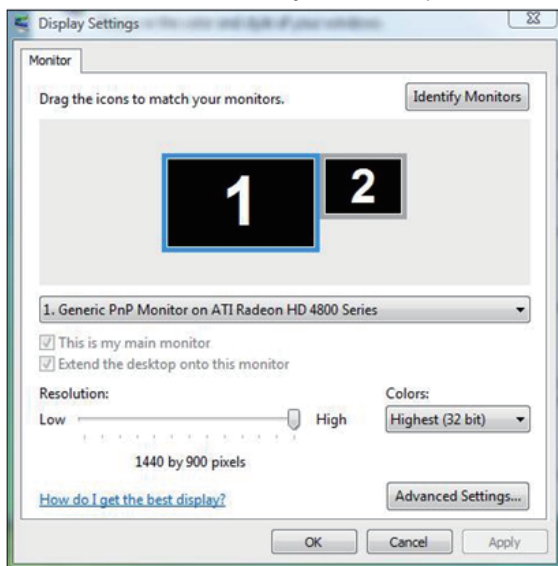 Display Settings
Monitor
Drag the icons to match your monitors.
Identify Monitors
1
2
1. Generic PnP Monitor on ATI Radeon HD 4800 Series
This is my main monitor
Extend the desktop onto this monitor
Resolution:
Colors:
Low
High
Highest (32 bit)
1440 by 900 pixels
How do I get the best display?
Advanced Settings...
OK
Cancel
Apply